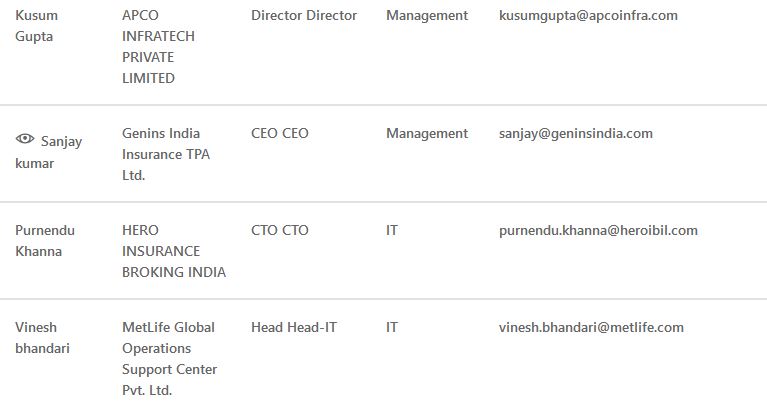 Kusum APCO Director Director Management kusumgupta@apcoinfra.com
Gupta INFRATECH
PRIVATE
LIMITED
Sanjay Genins India CEO CEO Management sanjay@geninsindia.com
kumar Insurance TPA
Ltd.
Purnendu HERO CTO CTO IT purnendu.khanna@heroibil.com
Khanna INSURANCE
BROKING INDIA
Vinesh MetLife Global Head Head-IT IT vinesh.bhandari@metlife.com
bhandari Operations
Support Center
Pvt. Ltd.